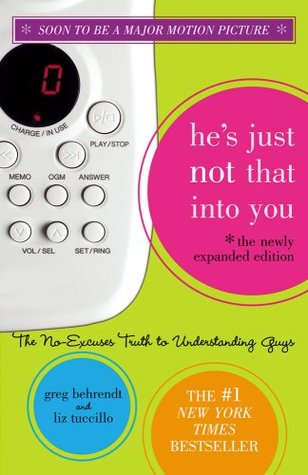 * SOON TO BE A MAJOR MOTION PICTURE *
0
CHARGE / IN USE
PLAY/STOP
MEMO OGM ANSWER
VOL / SEL SET/RING
he's just
not that
into you
*the newly
expanded edition
The No-Excuses Truth to Understanding Guys
greg behrendt
and
liz tuccillo
THE #1
NEW YORK
TIMES
BESTSELLER